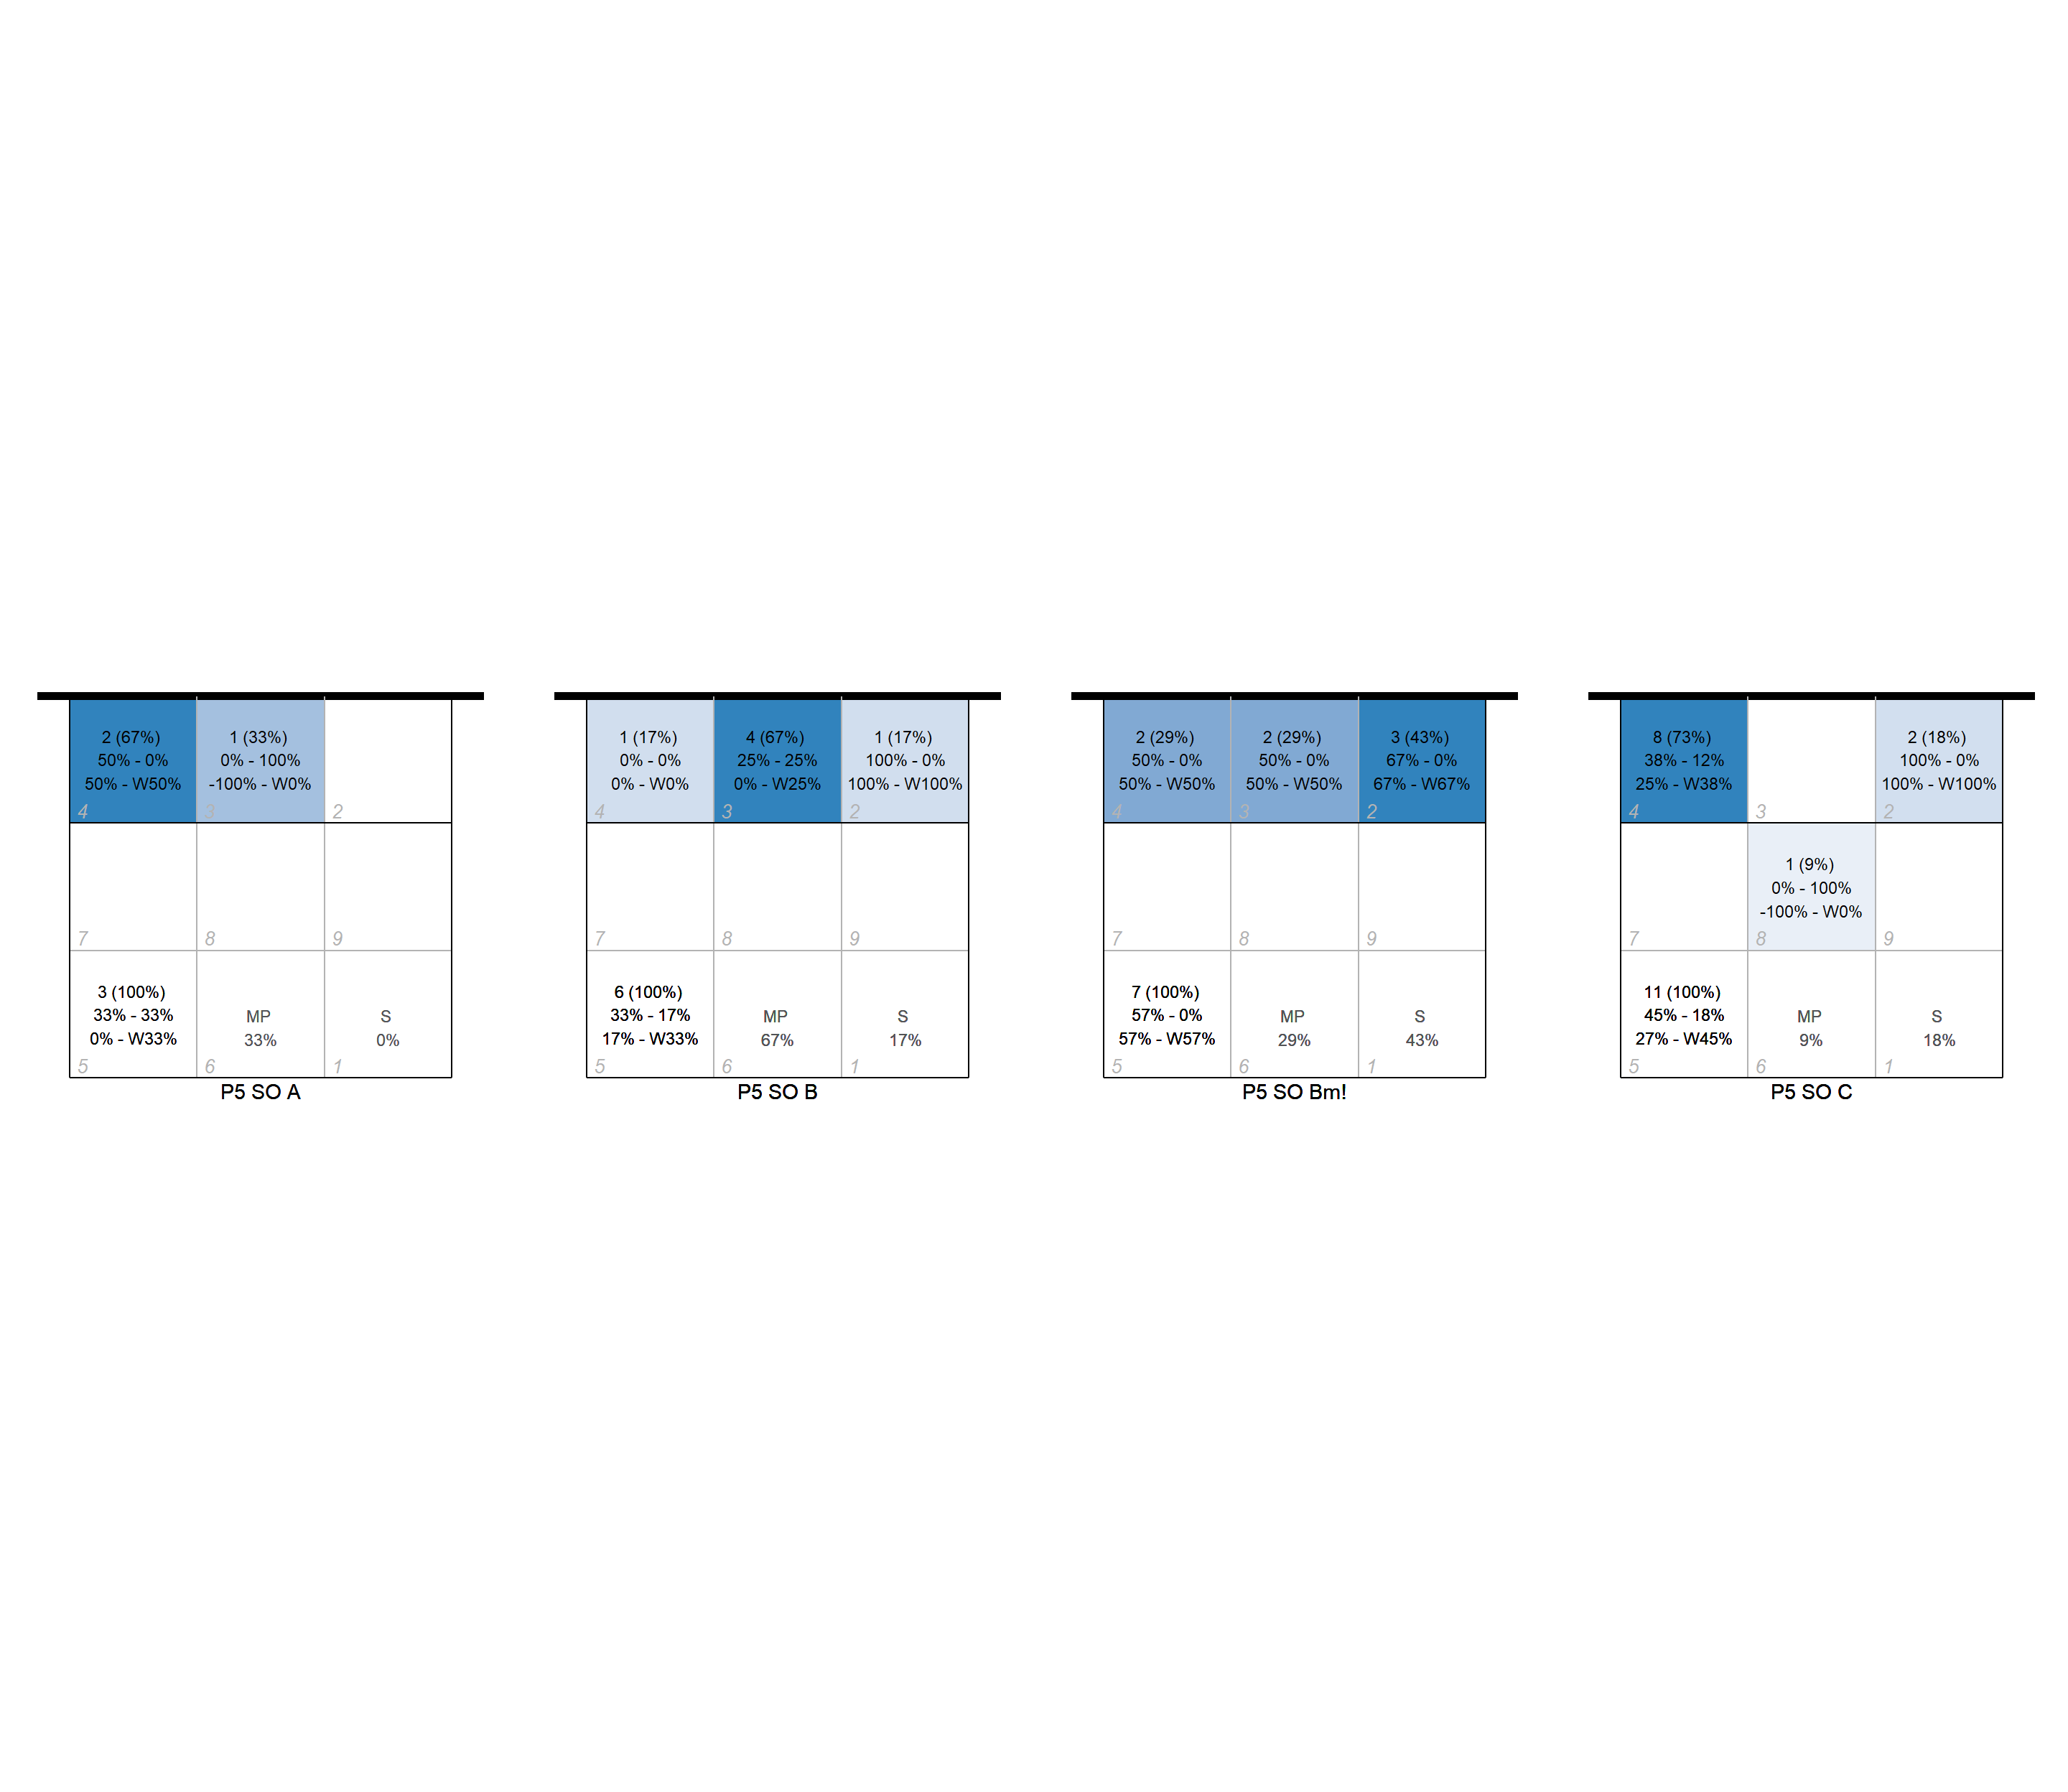 2 (67%)
50% - 0%
50% - W50%
4
1 (33%)
0% - 100%
-100% - W0%
3
2
7
8
9
3 (100%)
33% - 33%
0% - W33%
5
MP
33%
6
S
0%
1
P5 SO A
1 (17%)
0% - 0%
0% - W0%
4
4 (67%)
25% - 25%
0% - W25%
3
1 (17%)
100% - 0%
100% - W100%
2
7
8
9
6 (100%)
33% - 17%
17% - W33%
5
MP
67%
6
S
17%
1
P5 SO B
2 (29%)
50% - 0%
50% - W50%
4
2 (29%)
50% - 0%
50% - W50%
3
3 (43%)
67% - 0%
67% - W67%
2
7
8
9
7 (100%)
57% - 0%
57% - W57%
5
MP
29%
6
S
43%
1
P5 SO Bm!
8 (73%)
38% - 12%
25% - W38%
4
3
2 (18%)
100% - 0%
100% - W100%
2
7
1 (9%)
0% - 100%
-100% - W0%
8
9
11 (100%)
45% - 18%
27% - W45%
5
MP
9%
6
S
18%
1
P5 SO C